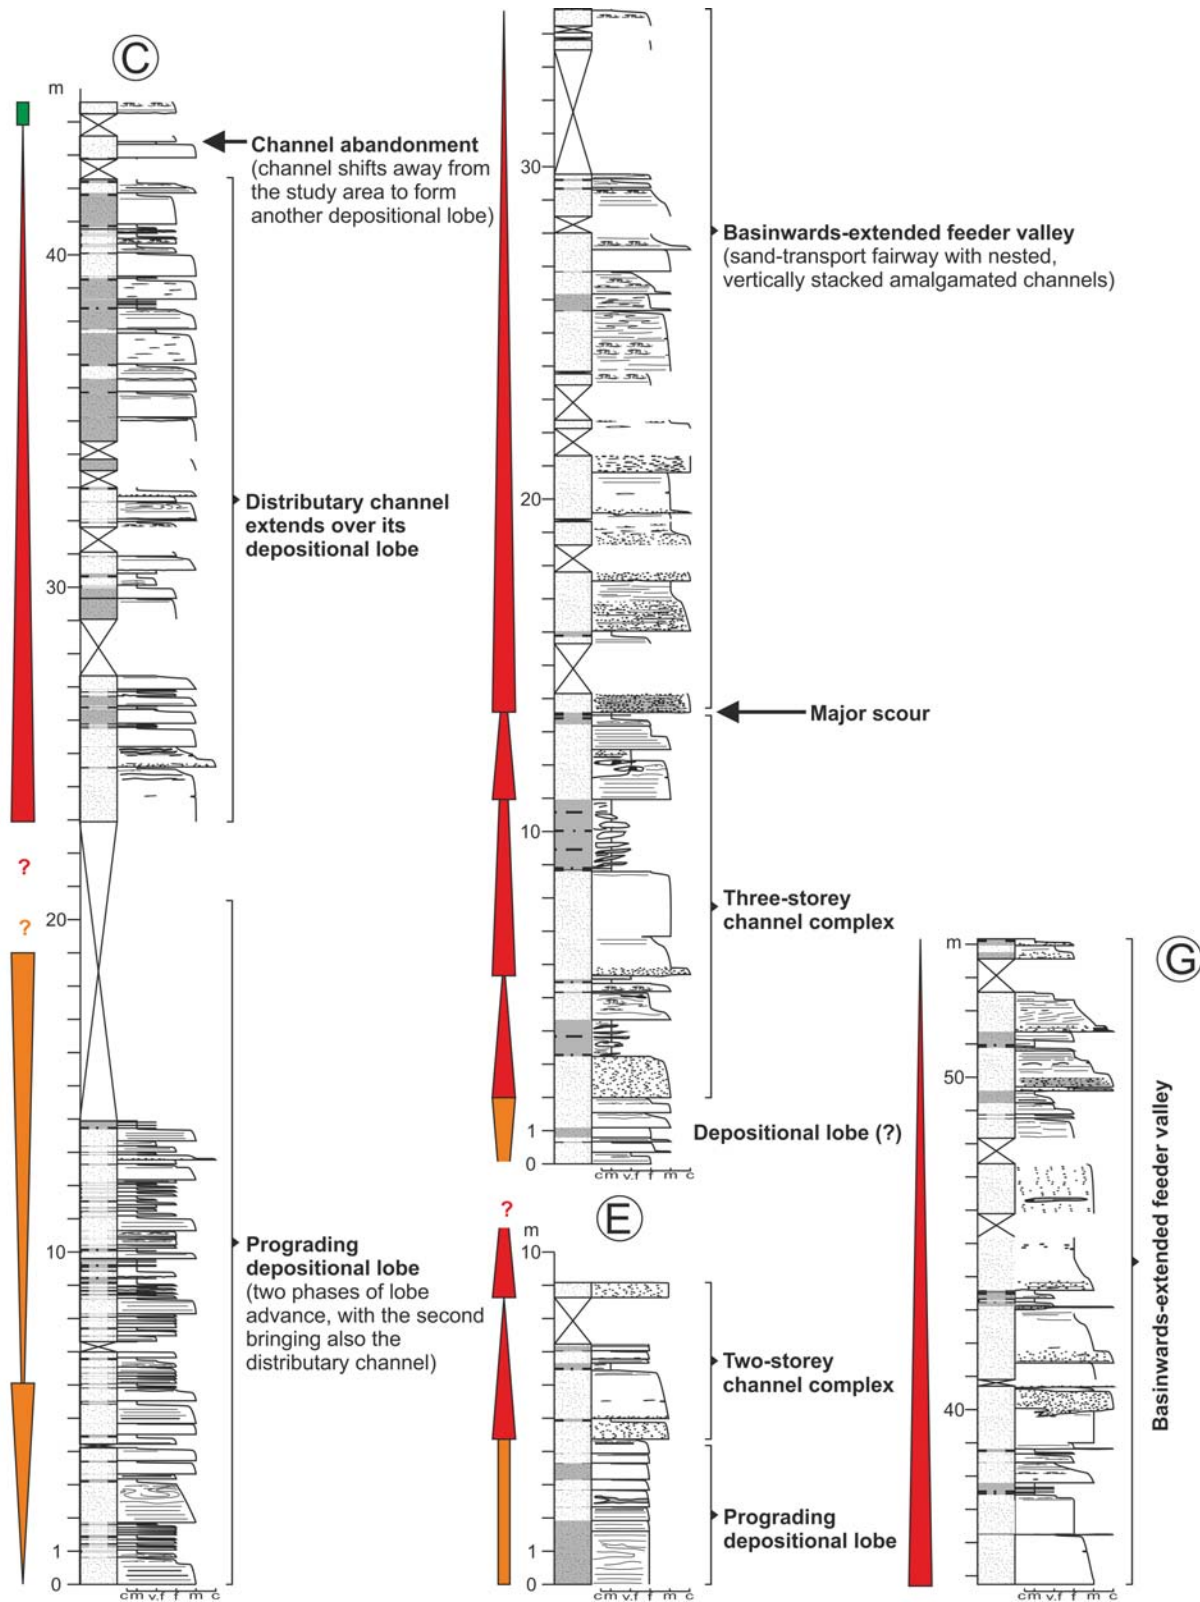 C
m
Channel abandonment
(channel shifts away from
the study area to form
another depositional lobe)
40
Distributary channel
extends over its
depositional lobe
30
?
?
20
10
Prograding
depositional lobe
(two phases of lobe
advance, with the second
bringing also the
distributary channel)
1
0
c m v.f f m c
30
Basinwards-extended feeder valley
(sand-transport fairway with nested,
vertically stacked amalgamated channels)
20
Major scour
10
Three-storey
channel complex
Depositional lobe (?)
1
0
c m v.f f m c
?
E
m
10
Two-storey
channel complex
Prograding
depositional lobe
1
0
c m v.f f m c
G
m
50
Basinwards-extended feeder valley
40
c m v.f f m c